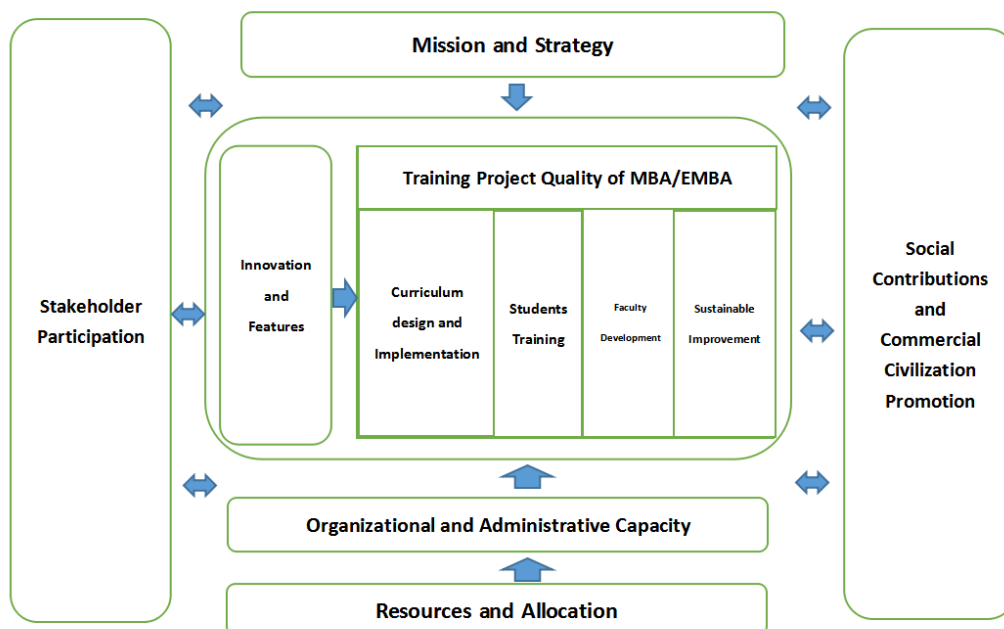 Mission and Strategy
Stakeholder
Participation
Innovation
and
Features
Training Project Quality of MBA/EMBA
Curriculum
design and
Implementation
Students
Training
Faculty
Development
Sustainable
Improvement
Social
Contributions
and
Commercial
Civilization
Promotion
Organizational and Administrative Capacity
Resources and Allocation